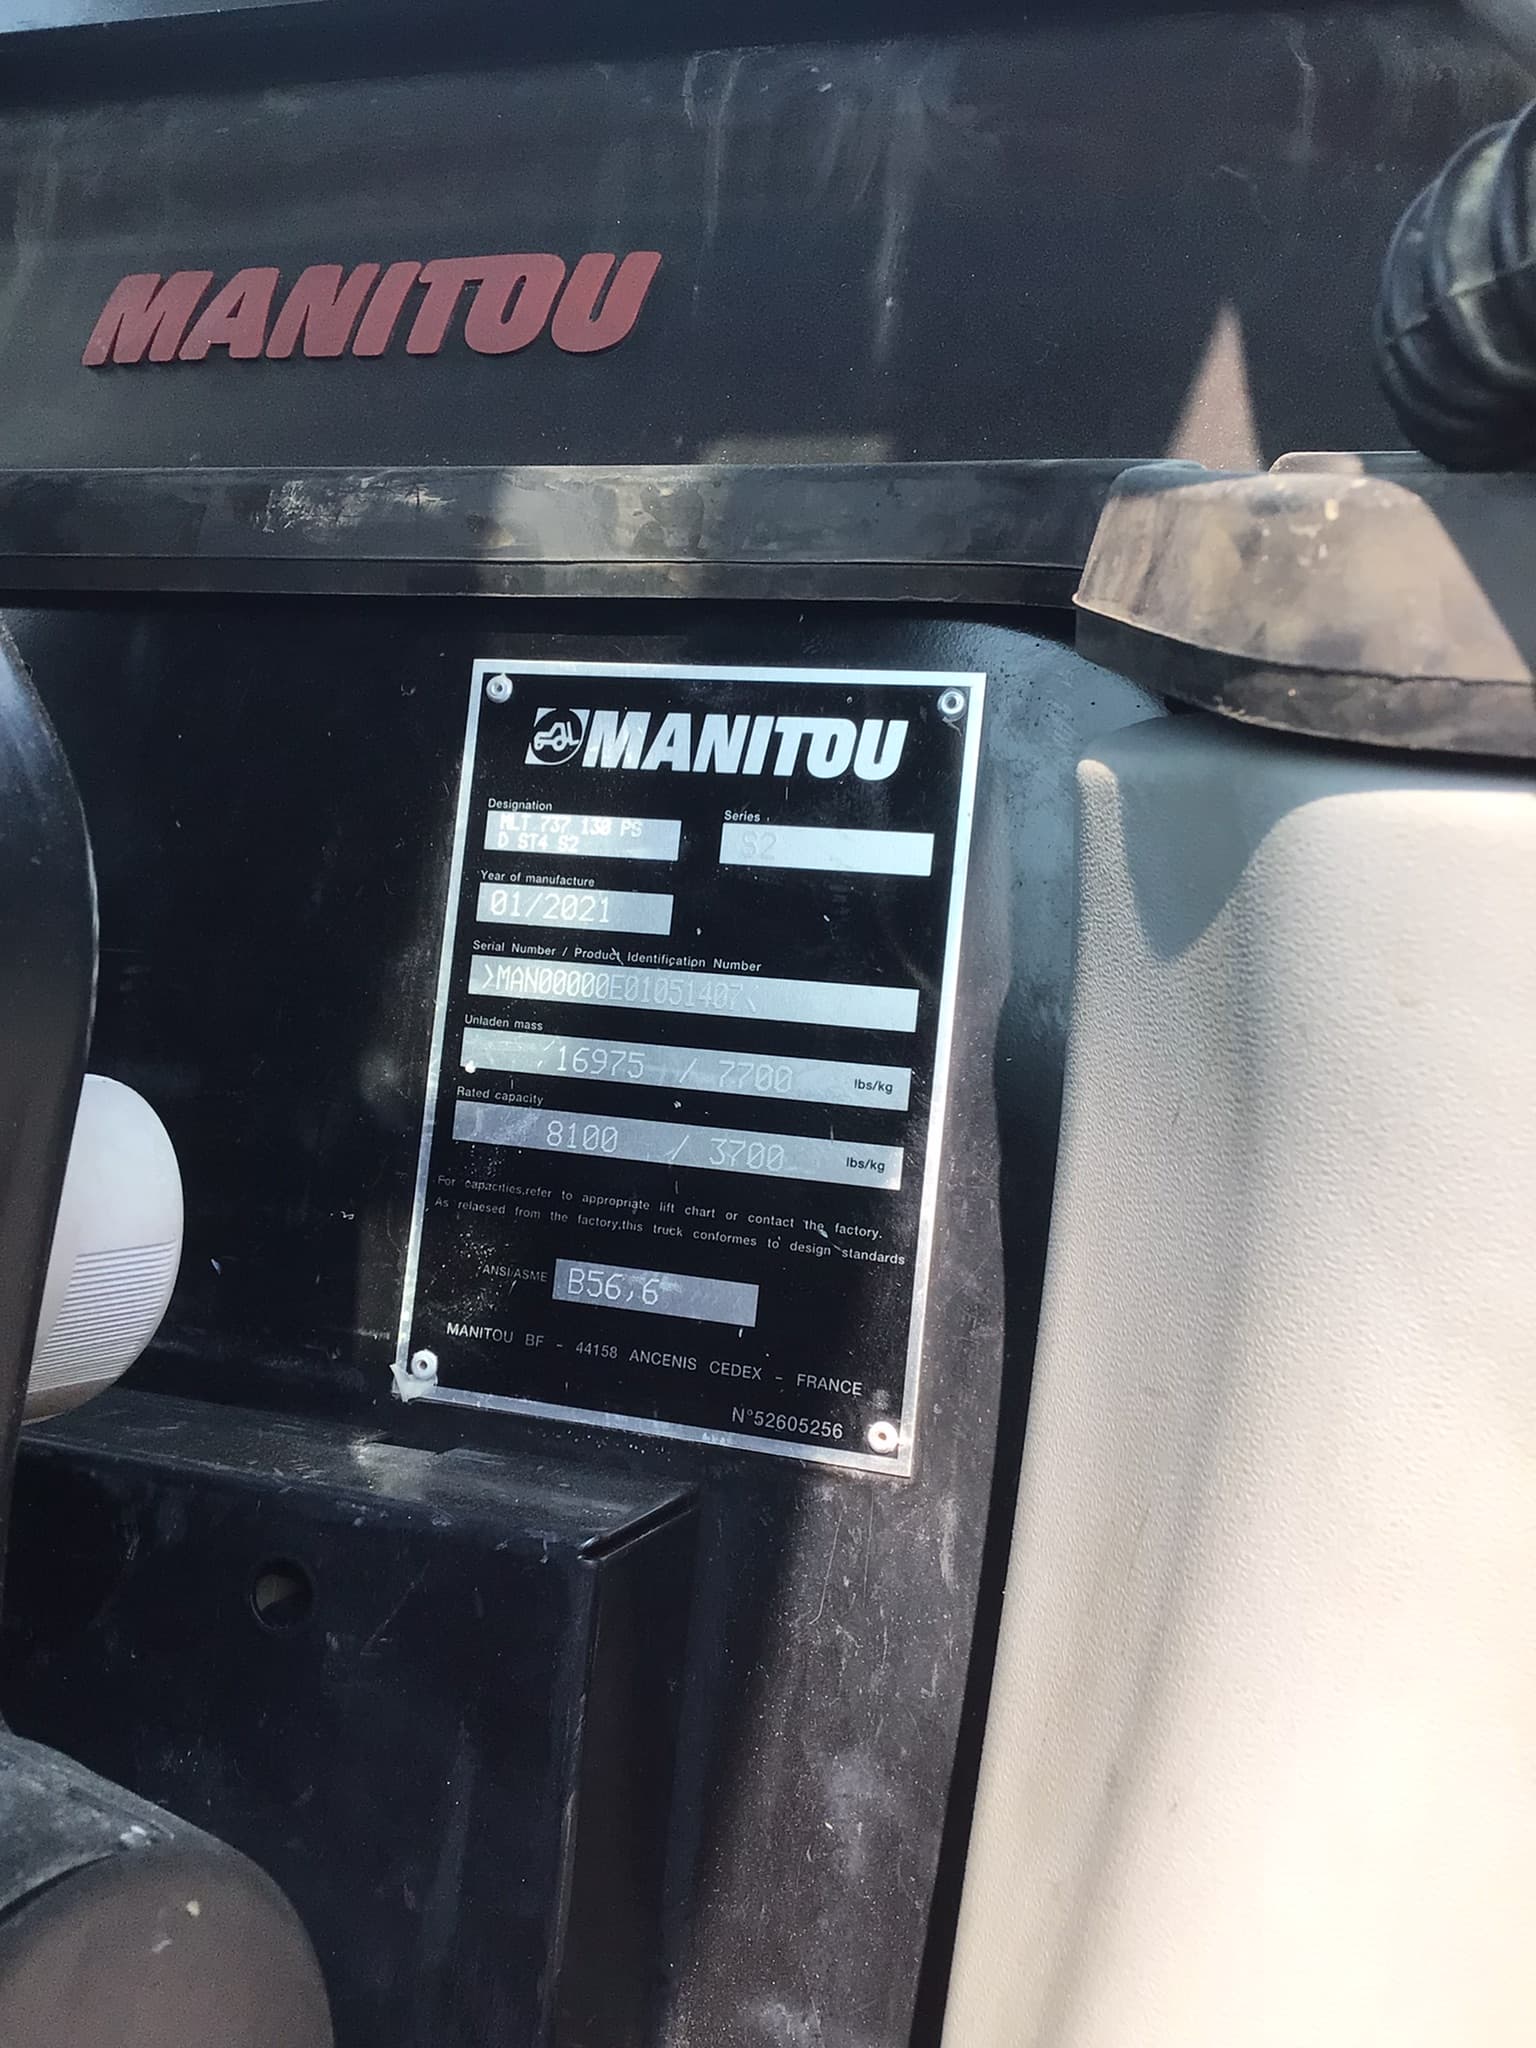 MANITOU
MANITOU
Designation
MLT 737 130 PS
D ST4 S2
Series
S2
Year of manufacture
01/2021
Serial Number / Product Identification Number
>MAN00000E01051407<
Unladen mass
/16975 / 7700 lbs/kg
Rated capacity
8100 / 3700 lbs/kg
For capacities,refer to appropriate lift chart or contact the factory.
As relaesed from the factory,this truck conformes to design standards
ANSI/ASME B56,6
MANITOU BF - 44158 ANCENIS CEDEX - FRANCE
N°52605256